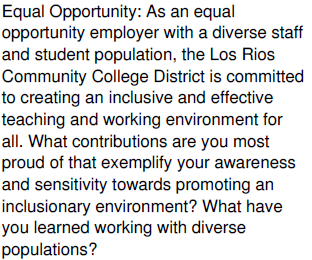 Equal Opportunity: As an equal
opportunity employer with a diverse staff
and student population, the Los Rios
Community College District is committed
to creating an inclusive and effective
teaching and working environment for
all. What contributions are you most
proud of that exemplify your awareness
and sensitivity towards promoting an
inclusionary environment? What have
you learned working with diverse
populations?